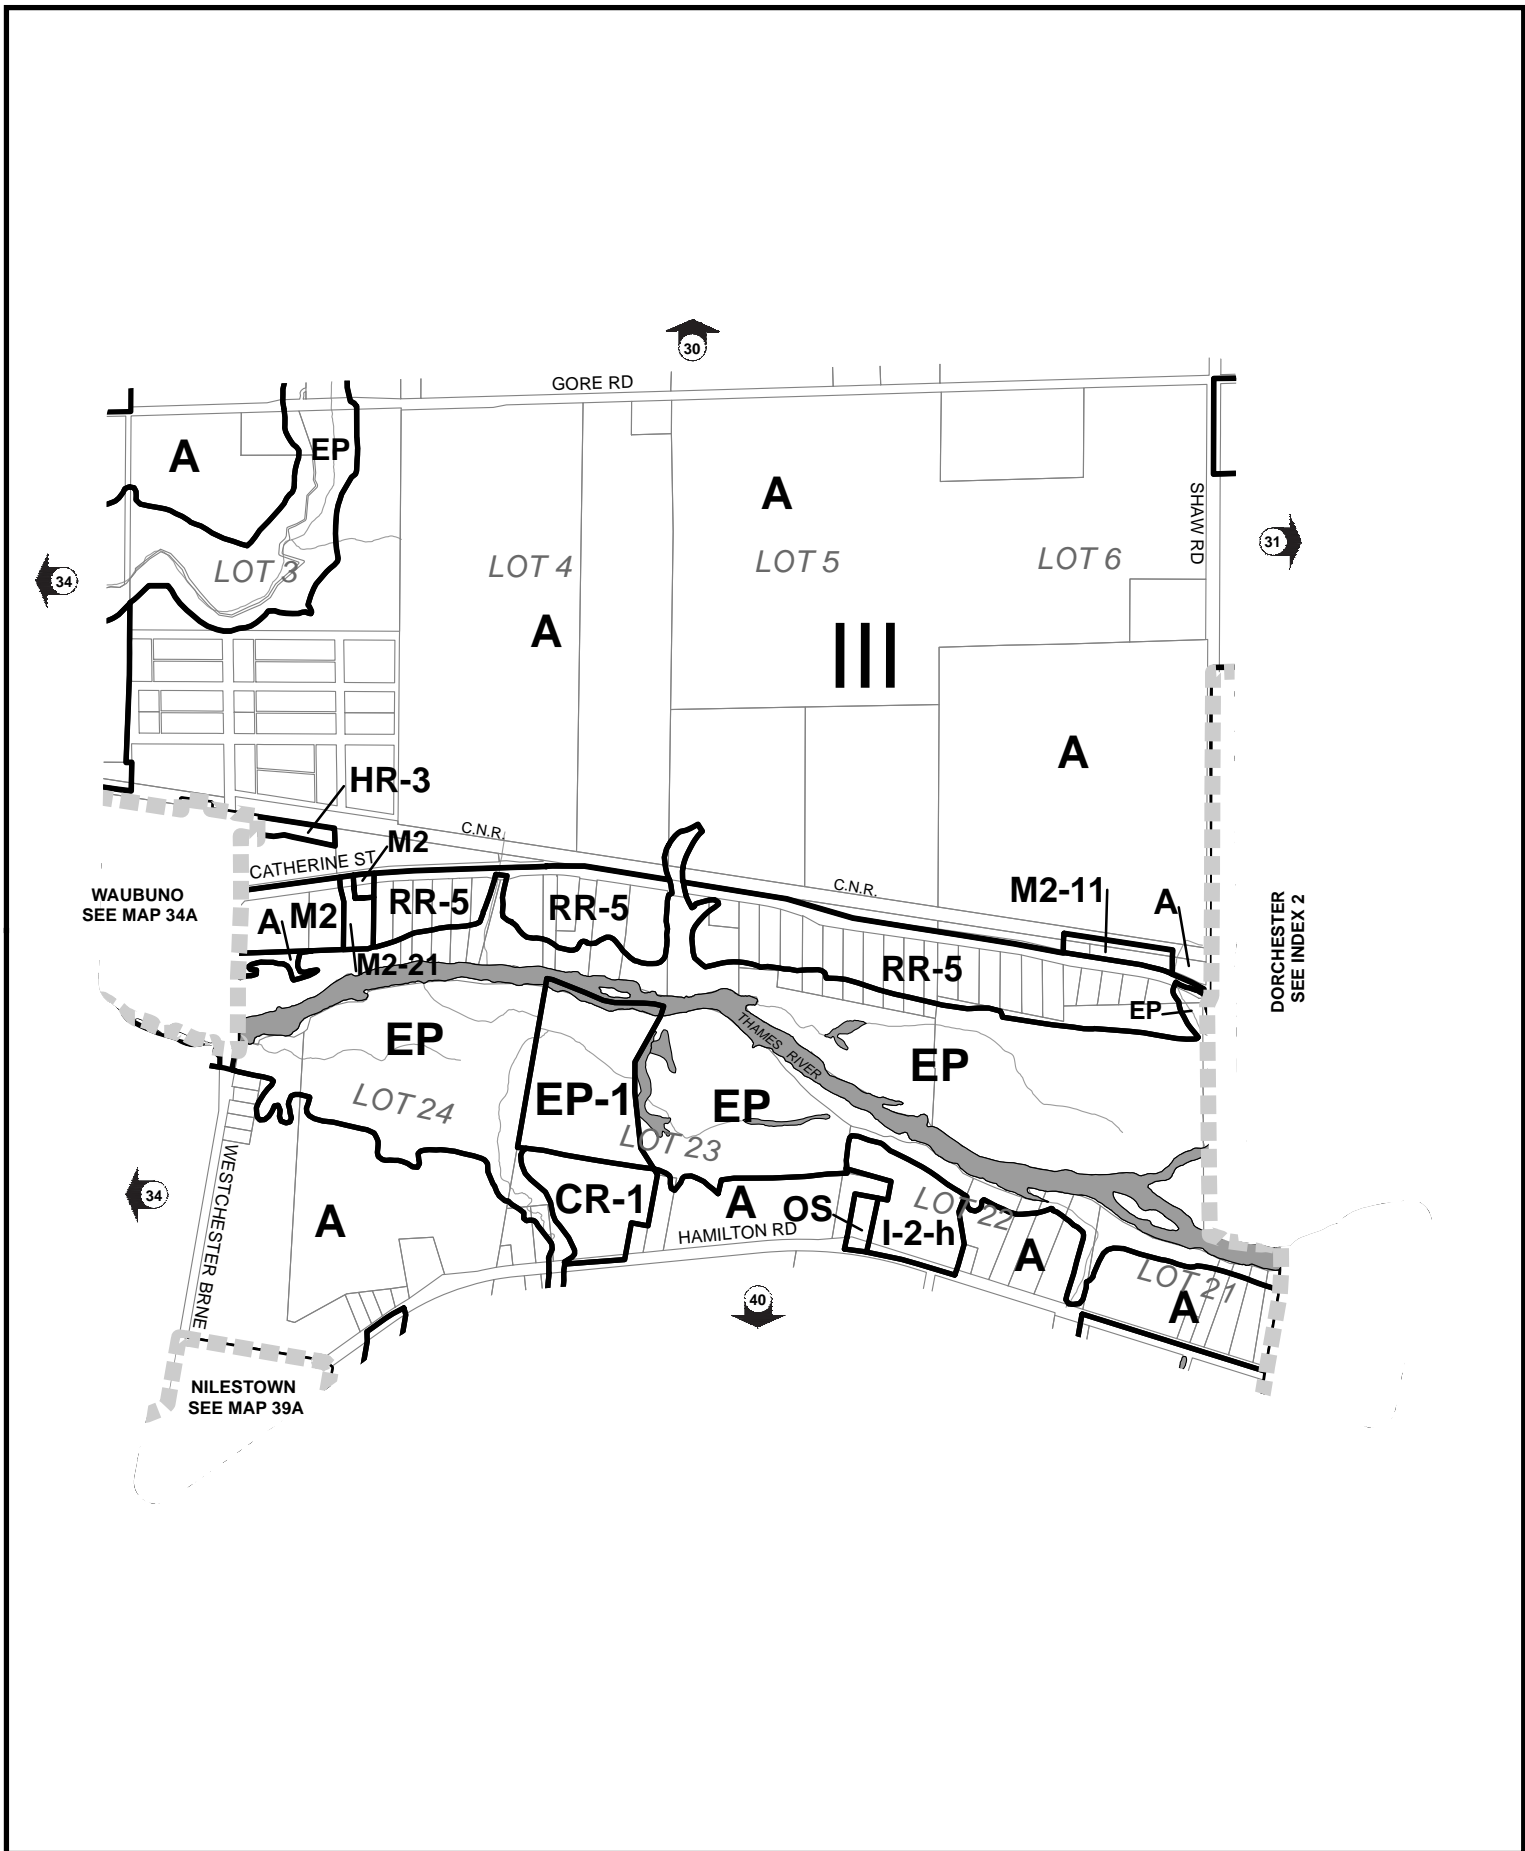 30
GORE RD
A
EP
A
SHAW RD
31
LOT 3
LOT 4
LOT 5
LOT 6
34
A
III
A
HR-3
C.N.R.
M2
CATHERINE ST
C.N.R.
M2-11
A
WAUBUNO
SEE MAP 34A
A
M2
RR-5
RR-5
DORCHESTER
SEE INDEX 2
M2-21
RR-5
EP
THAMES RIVER
EP
EP
EP-1
EP
LOT 24
LOT 23
WESTCHESTER BRNE
34
CR-1
A
OS
LOT 22
A
HAMILTON RD
I-2-h
A
LOT 21
A
40
NILESTOWN
SEE MAP 39A